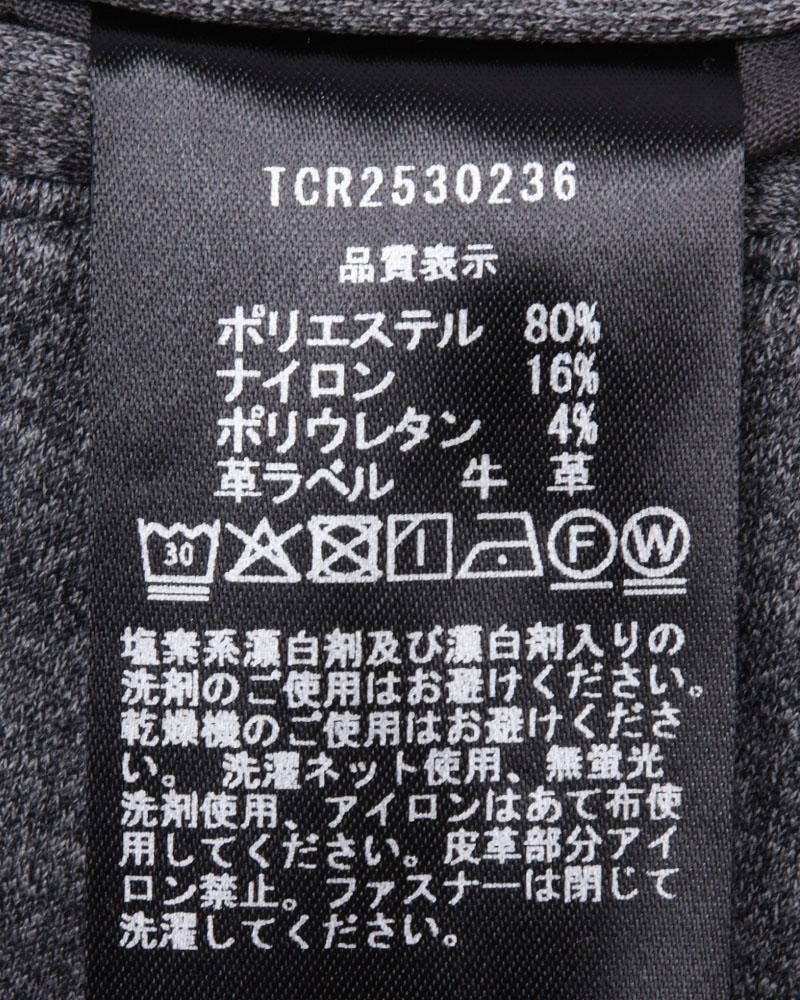 TCR2530236
品質表示
ポリエステル 80%
ナイロン 16%
ポリウレタン 4%
革ラベル 牛革
30 F W
塩素系漂白剤及び漂白剤入りの
洗剤のご使用はお避けください。
乾燥機のご使用はお避けくださ
い。 洗濯ネット使用、無蛍光
洗剤使用、アイロンはあて布使
用してください。皮革部分アイ
ロン禁止。ファスナーは閉じて
洗濯してください。